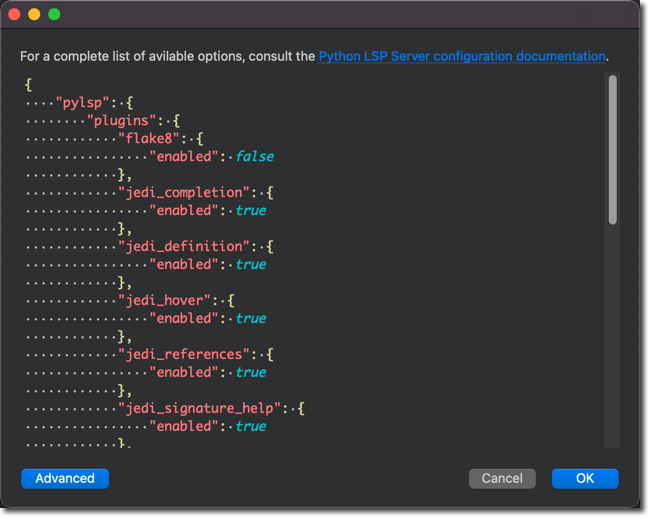 For a complete list of avilable options, consult the Python LSP Server configuration documentation.
{
····"pylsp":·{
········"plugins":·{
············"flake8":·{
················"enabled":·false
············},
············"jedi_completion":·{
················"enabled":·true
············},
············"jedi_definition":·{
················"enabled":·true
············},
············"jedi_hover":·{
················"enabled":·true
············},
············"jedi_references":·{
················"enabled":·true
············},
············"jedi_signature_help":·{
················"enabled":·true
············},
Advanced
Cancel
OK